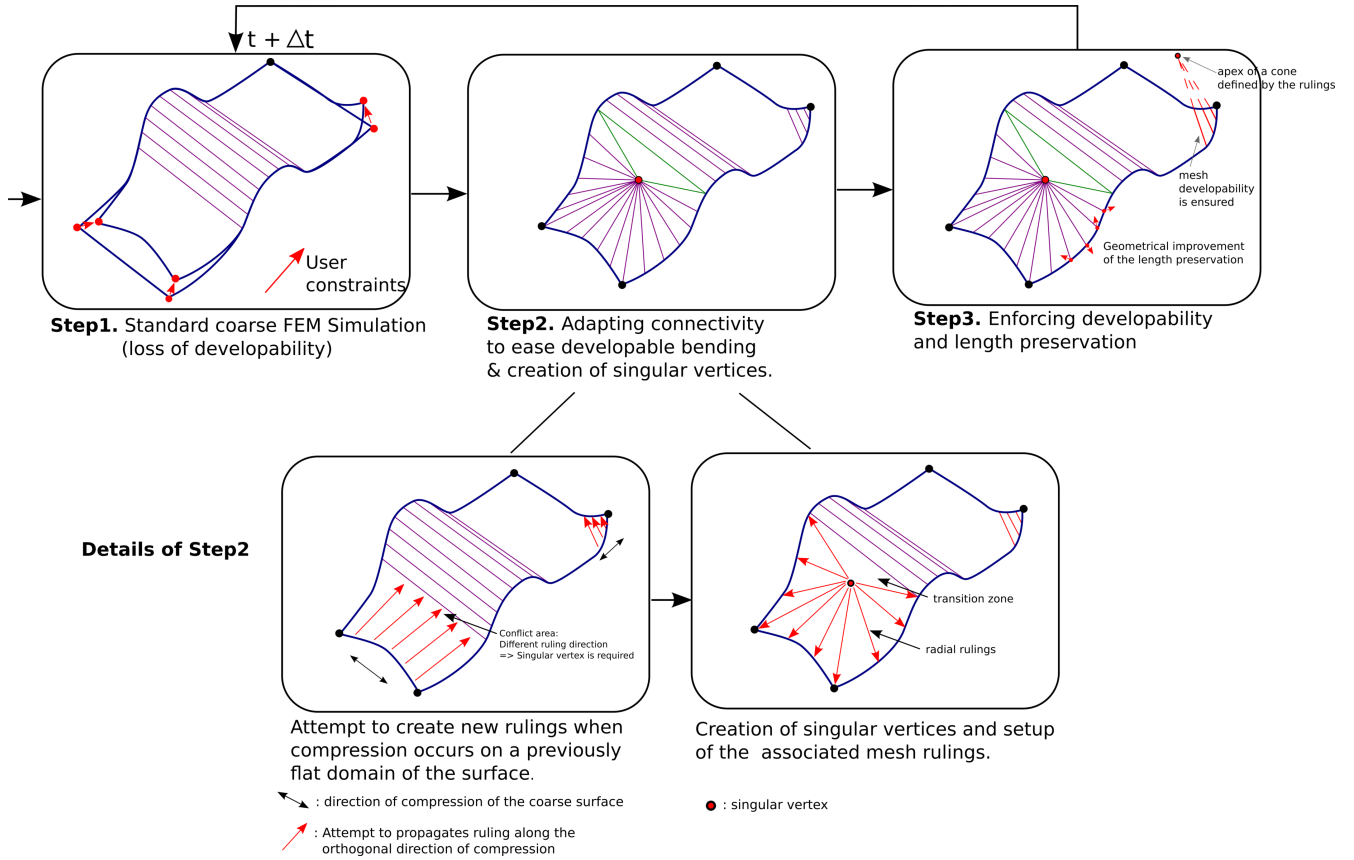 t + Δt
apex of a cone
defined by the rulings
mesh
developability
is ensured
User
constraints
Geometrical improvement
of the length preservation
Step1. Standard coarse FEM Simulation
(loss of developability)
Step2. Adapting connectivity
to ease developable bending
& creation of singular vertices.
Step3. Enforcing developability
and length preservation
Details of Step2
Conflict area:
Different ruling direction
=> Singular vertex is required
transition zone
radial rulings
Attempt to create new rulings when
compression occurs on a previously
flat domain of the surface.
Creation of singular vertices and setup
of the associated mesh rulings.
: direction of compression of the coarse surface
: Attempt to propagates ruling along the
orthogonal direction of compression
: singular vertex